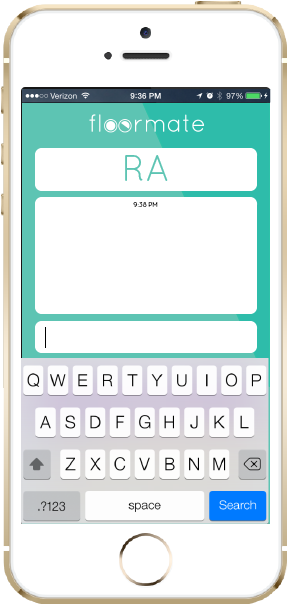 Verizon 9:36 PM 97%
floormate
RA
9:38 PM
Q W E R T Y U I O P
A S D F G H J K L
Z X C V B N M
.?123 space Search